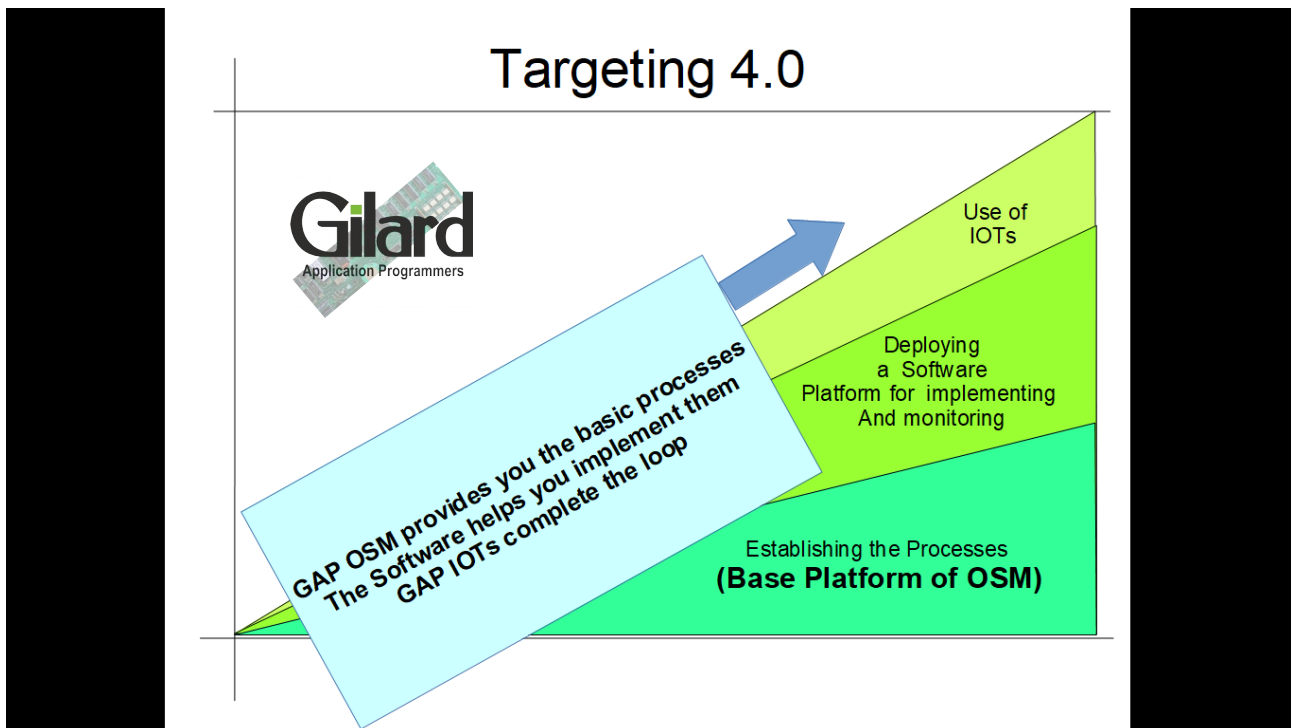 Targeting 4.0
Gilard
Application Programmers
Use of
IOTs
Deploying
a Software
Platform for implementing
And monitoring
GAP OSM provides you the basic processes
The Software helps you implement them
GAP IOTs complete the loop
Establishing the Processes
(Base Platform of OSM)